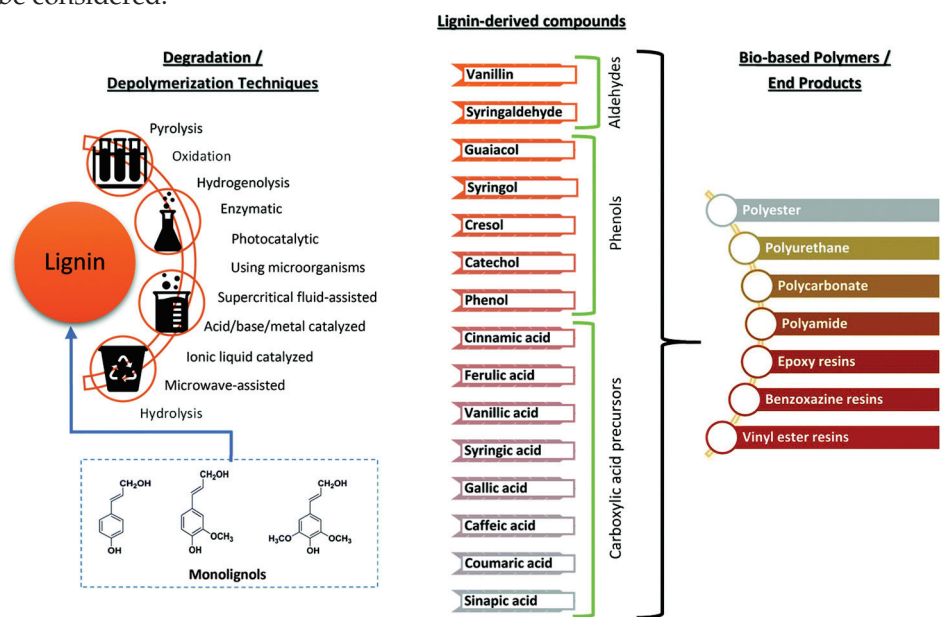 be considered.
Lignin-derived compounds
Degradation /
Depolymerization Techniques
Pyrolysis
Oxidation
Hydrogenolysis
Enzymatic
Photocatalytic
Using microorganisms
Supercritical fluid-assisted
Acid/base/metal catalyzed
Ionic liquid catalyzed
Microwave-assisted
Hydrolysis
Lignin
CH₂OH
OH
CH₂OH
OCH₃
OH
CH₂OH
H₃CO
OCH₃
OH
Monolignols
Vanillin
Syringaldehyde
Aldehydes
Guaiacol
Syringol
Cresol
Catechol
Phenol
Phenols
Cinnamic acid
Ferulic acid
Vanillic acid
Syringic acid
Gallic acid
Caffeic acid
Coumaric acid
Sinapic acid
Carboxylic acid precursors
Bio-based Polymers /
End Products
Polyester
Polyurethane
Polycarbonate
Polyamide
Epoxy resins
Benzoxazine resins
Vinyl ester resins